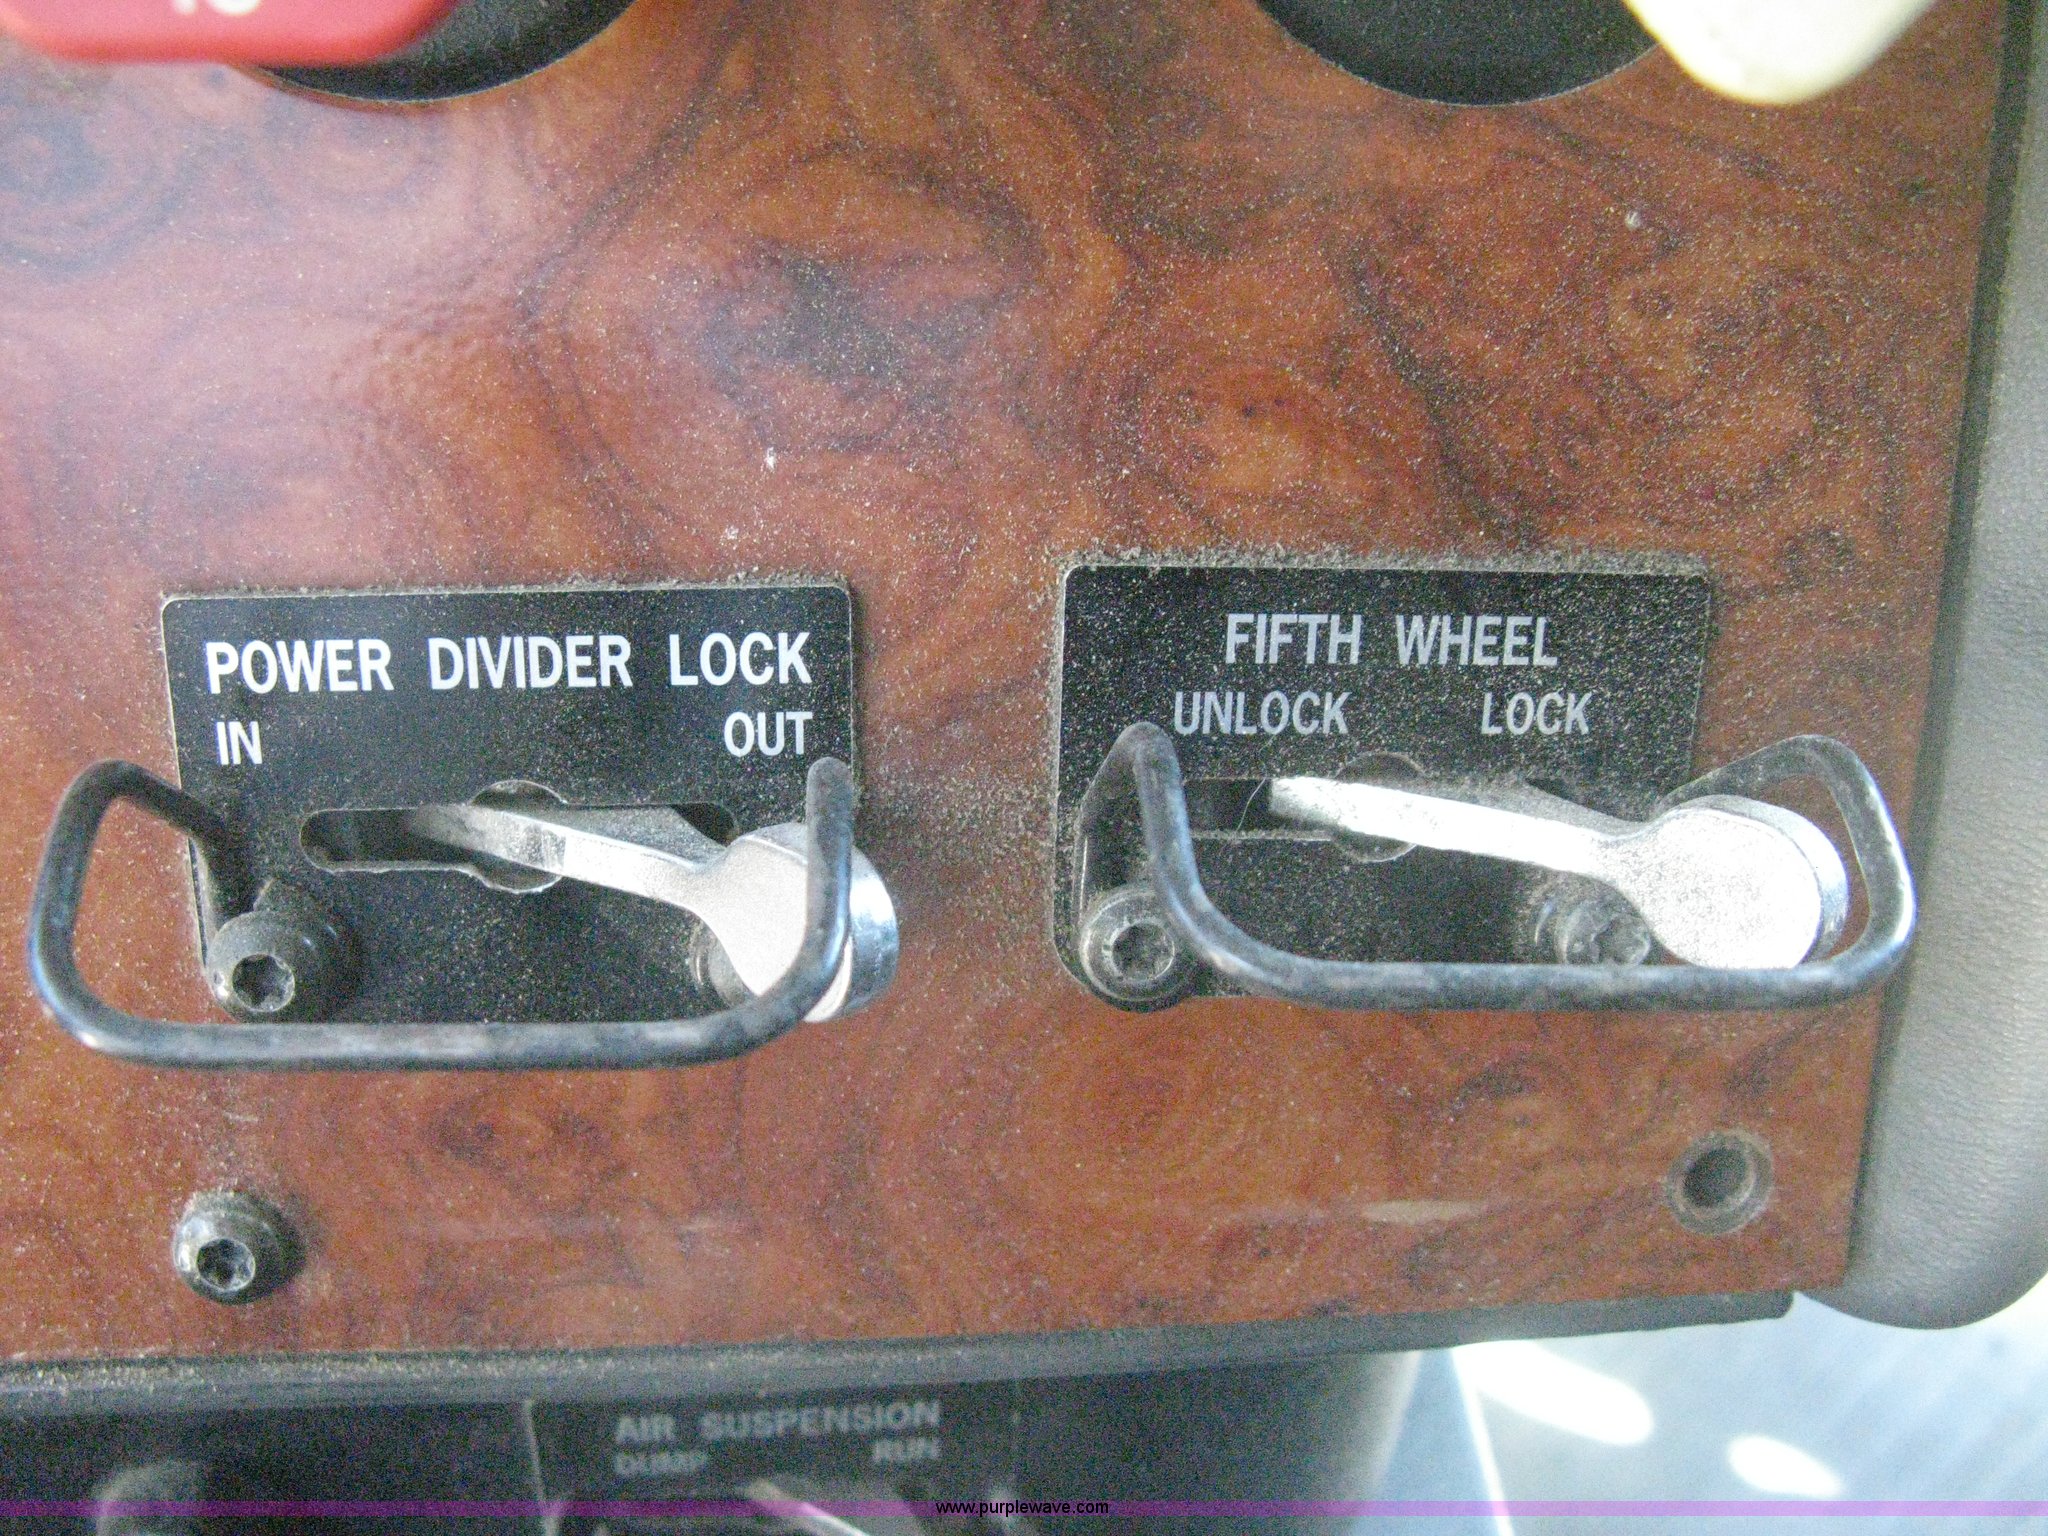 POWER DIVIDER LOCK
IN OUT
FIFTH WHEEL
UNLOCK LOCK
AIR SUSPENSION
DUMP RUN
www.purplewave.com